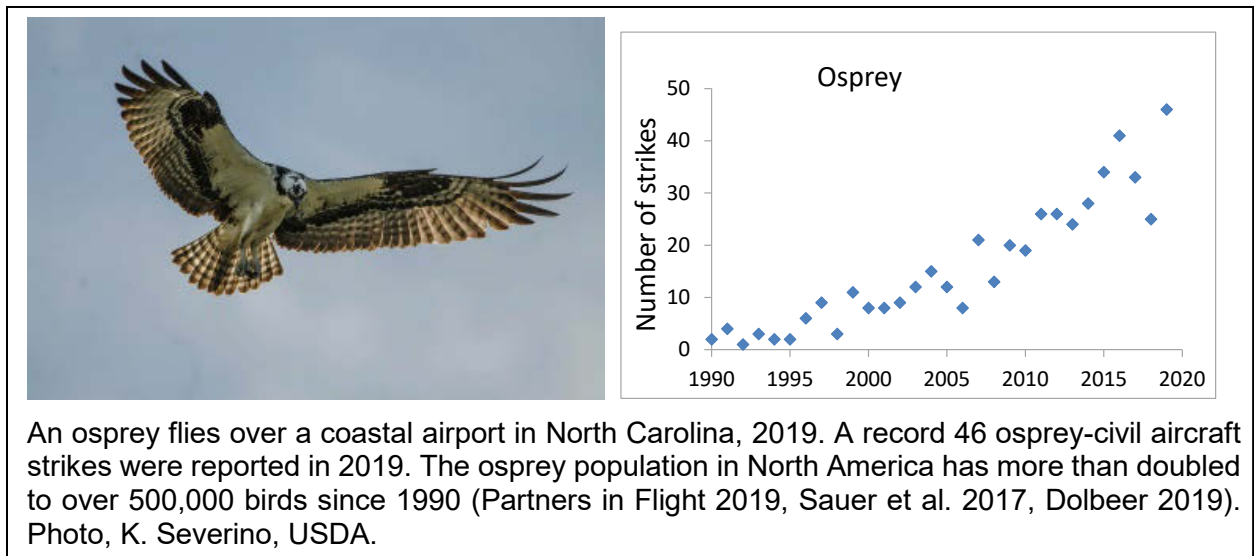 Osprey
Number of strikes
50
40
30
20
10
0
1990 1995 2000 2005 2010 2015 2020
An osprey flies over a coastal airport in North Carolina, 2019. A record 46 osprey-civil aircraft
strikes were reported in 2019. The osprey population in North America has more than doubled
to over 500,000 birds since 1990 (Partners in Flight 2019, Sauer et al. 2017, Dolbeer 2019).
Photo, K. Severino, USDA.